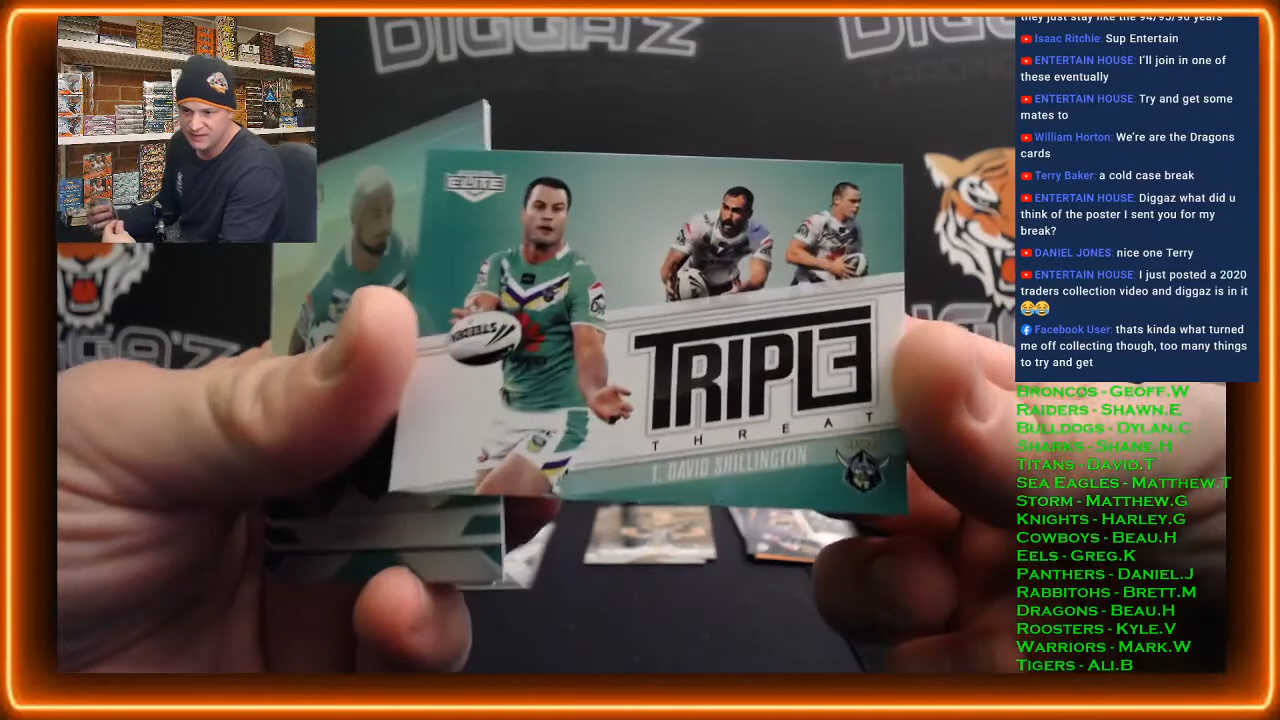 DIGGA'Z
they just stay like the 94/95/96 years
Isaac Ritchie: Sup Entertain
ENTERTAIN HOUSE: I'll join in one of
these eventually
ENTERTAIN HOUSE: Try and get some
mates to
William Horton: We're are the Dragons
cards
Terry Baker: a cold case break
ENTERTAIN HOUSE: Diggaz what did u
think of the poster I sent you for my
break?
DANIEL JONES: nice one Terry
ENTERTAIN HOUSE: I just posted a 2020
traders collection video and diggaz is in it
😂😂
Facebook User: thats kinda what turned
me off collecting though, too many things
to try and get
BRONCOS - GEOFF.W
RAIDERS - SHAWN.E
BULLDOGS - DYLAN.C
SHARKS - SHANE.H
TITANS - DAVID.T
SEA EAGLES - MATTHEW.T
STORM - MATTHEW.G
KNIGHTS - HARLEY.G
COWBOYS - BEAU.H
EELS - GREG.K
PANTHERS - DANIEL.J
RABBITOHS - BRETT.M
DRAGONS - BEAU.H
ROOSTERS - KYLE.V
WARRIORS - MARK.W
TIGERS - ALI.B
ELITE
STEEDEN
TRIPLE
THREAT
1. DAVID SHILLINGTON
DIGGA'Z